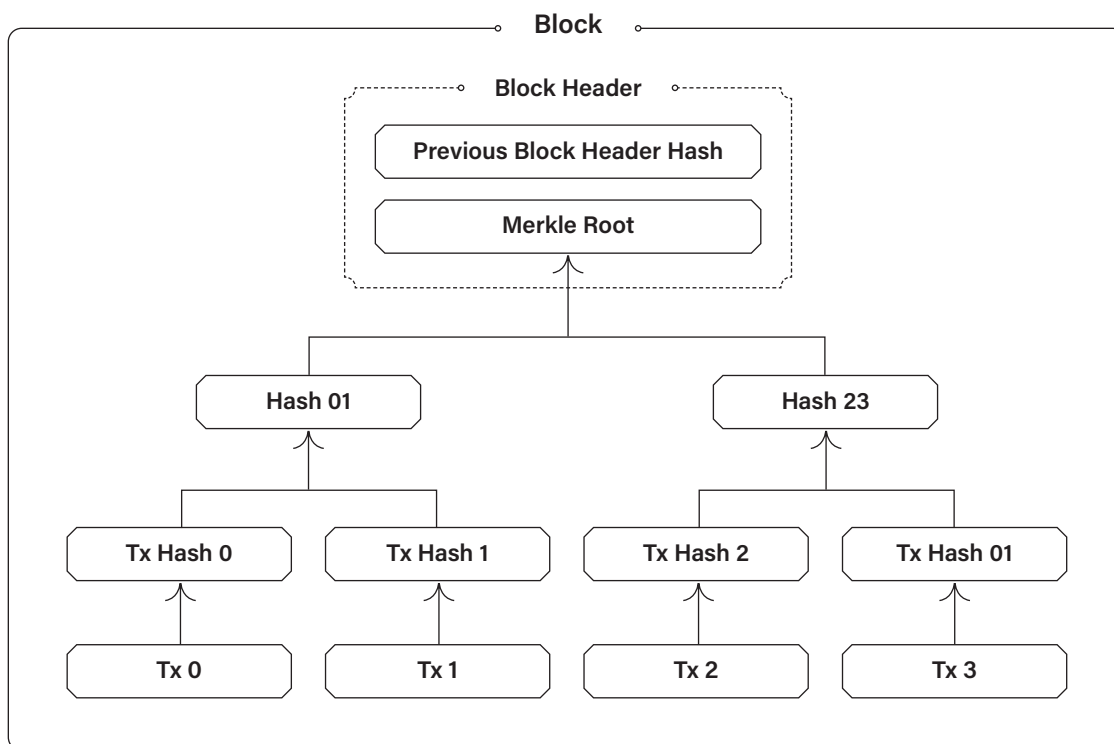 Block
Block Header
Previous Block Header Hash
Merkle Root
Hash 01
Hash 23
Tx Hash 0
Tx Hash 1
Tx Hash 2
Tx Hash 01
Tx 0
Tx 1
Tx 2
Tx 3